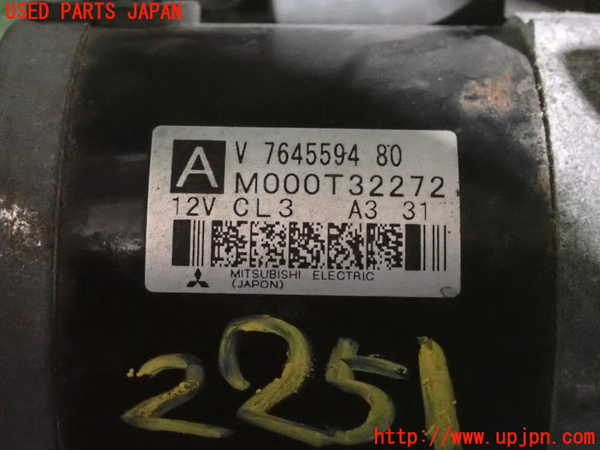 USED PARTS JAPAN
A
V 7645594 80
M000T32272
12V CL3 A3 31
MITSUBISHI ELECTRIC
(JAPON)
2251
http://www.upjpn.com/